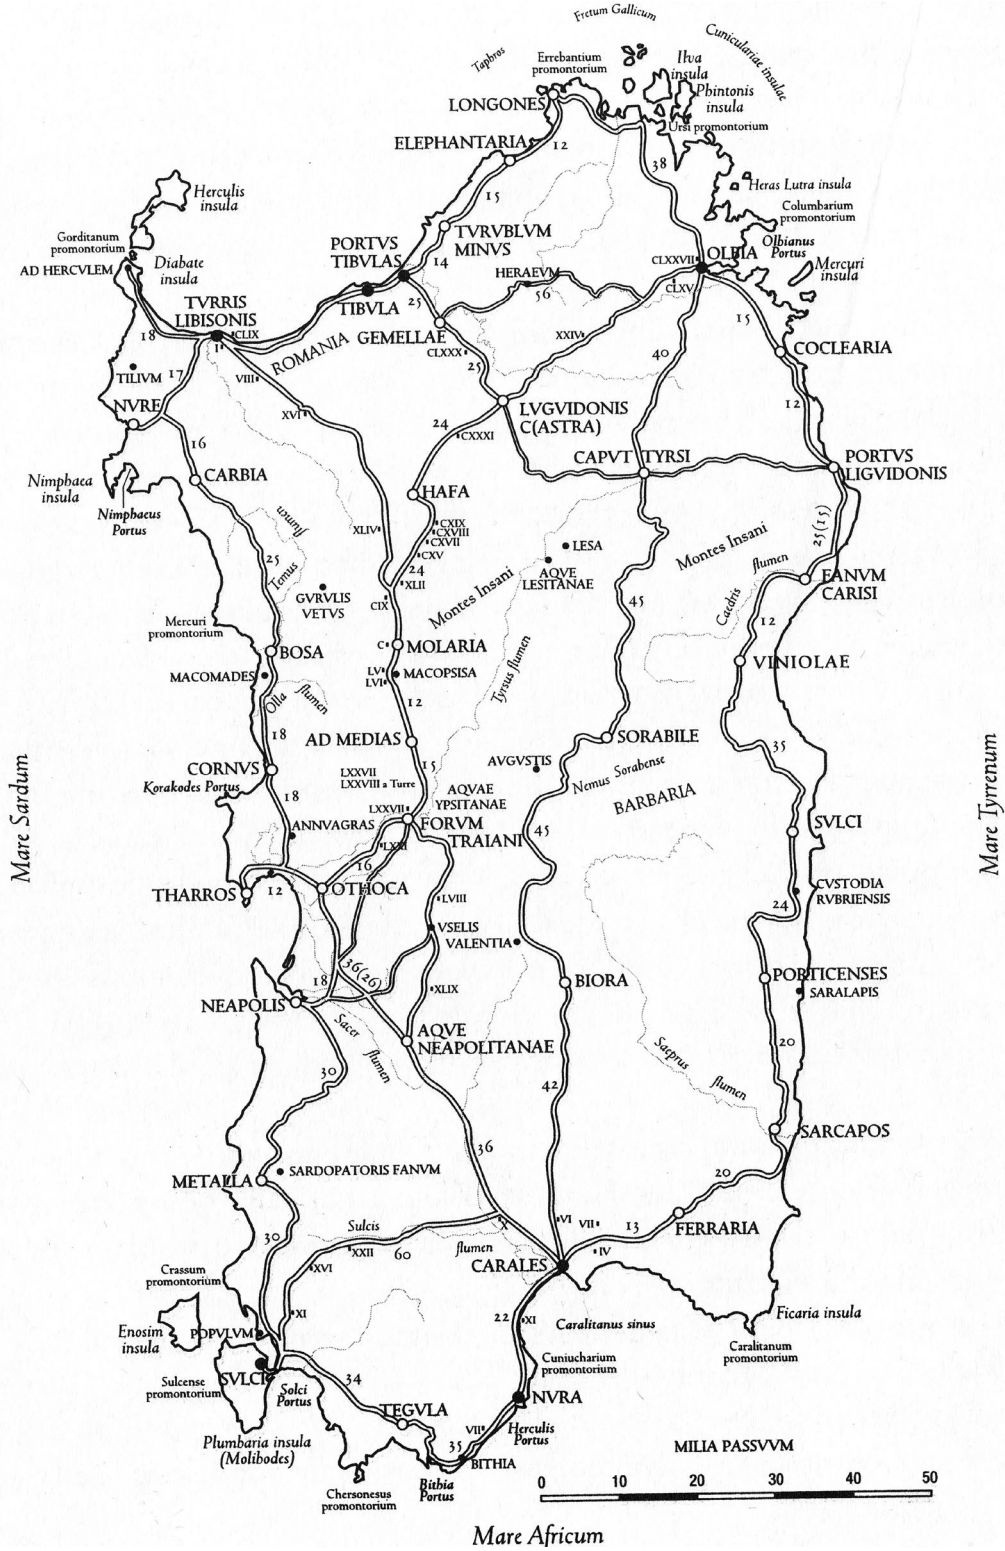 Fretum Gallicum
Cuniculariae insulae
Taphros
Errebantium
promontorium
Ilva
insula
Phintonis
insula
LONGONES
Ursi promontorium
ELEPHANTARIA
12
38
Herculis
insula
15
Heras Lutra insula
Columbarium
promontorium
Gorditanum
promontorium
TVRVBLVM
MINVS
PORTVS
TIBVLAS
Olbianus
Portus
AD HERCVLEM
Diabate
insula
14
CLXXVII
OLBIA
Mercuri
insula
HERAEVM
CLXV
56
25
TVRRIS
LIBISONIS
TIBVLA
15
18
CLIX
I
ROMANIA
GEMELLAE
XXIV
COCLEARIA
CLXXX
40
TILIVM
17
VIII
25
NVRE
XVI
12
LVGVIDONIS
C(ASTRA)
24
CXXXI
16
CAPVT TYRSI
PORTVS
LIGVIDONIS
CARBIA
Nimphaea
insula
HAFA
Nimphaeus
Portus
flumen
XLIV
CXIX
CXVIII
CXVII
CXV
25(15)
LESA
Montes Insani
25
Temus
24
AQVE
LESITANAE
flumen
FANVM
CARISI
GVRVLIS
VETVS
XLII
Montes Insani
CIX
45
Caedris
12
Mercuri
promontorium
BOSA
C
MOLARIA
VINIOLAE
MACOMADES
LV
LVI
MACOPSISA
Tyrsus flumen
Olla
flumen
12
18
AD MEDIAS
SORABILE
35
CORNVS
Korakodes Portus
15
AVGVSTIS
Nemus Sorabense
LXXVII
LXXVIII a Turre
AQVAE
YPSITANAE
BARBARIA
18
LXXVII
Mare Sardum
Mare Tyrrenum
ANNVAGRAS
FORVM
TRAIANI
45
SVLCI
LXXI
16
THARROS
12
OTHOCA
CVSTODIA
RVBRIENSIS
LVIII
24
VSELIS
VALENTIA
36(26)
18
PORTICENSES
SARALAPIS
BIORA
XLIX
NEAPOLIS
Sacer
flumen
AQVE
NEAPOLITANAE
20
30
Saeprus
flumen
42
SARCAPOS
36
SARDOPATORIS FANVM
METALLA
20
FERRARIA
Sulcis
flumen
X
VI
VII
13
30
XXII
60
IV
CARALES
XVI
Crassum
promontorium
XI
22
XI
Caralitanus sinus
Ficaria insula
Enosim
insula
POPVLVM
Caralitanum
promontorium
Cuniucharium
promontorium
Sulcense
promontorium
SVLCI
Solci
Portus
34
NVRA
TEGVLA
Herculis
Portus
Plumbaria insula
(Molibodes)
VII
35
BITHIA
MILIA PASSVVM
Chersonesus
promontorium
Bithia
Portus
0 10 20 30 40 50
Mare Africum